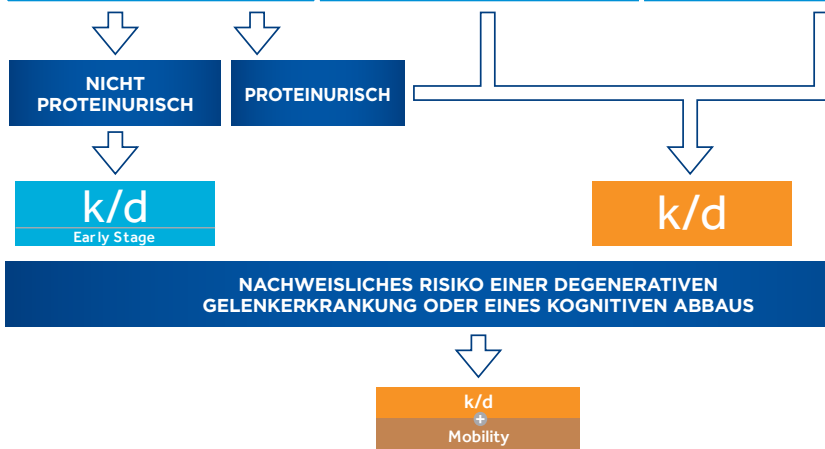 NICHT
PROTEINURISCH
PROTEINURISCH
k/d
Early Stage
k/d
NACHWEISLICHES RISIKO EINER DEGENERATIVEN
GELENKERKRANKUNG ODER EINES KOGNITIVEN ABBAUS
k/d
+
Mobility